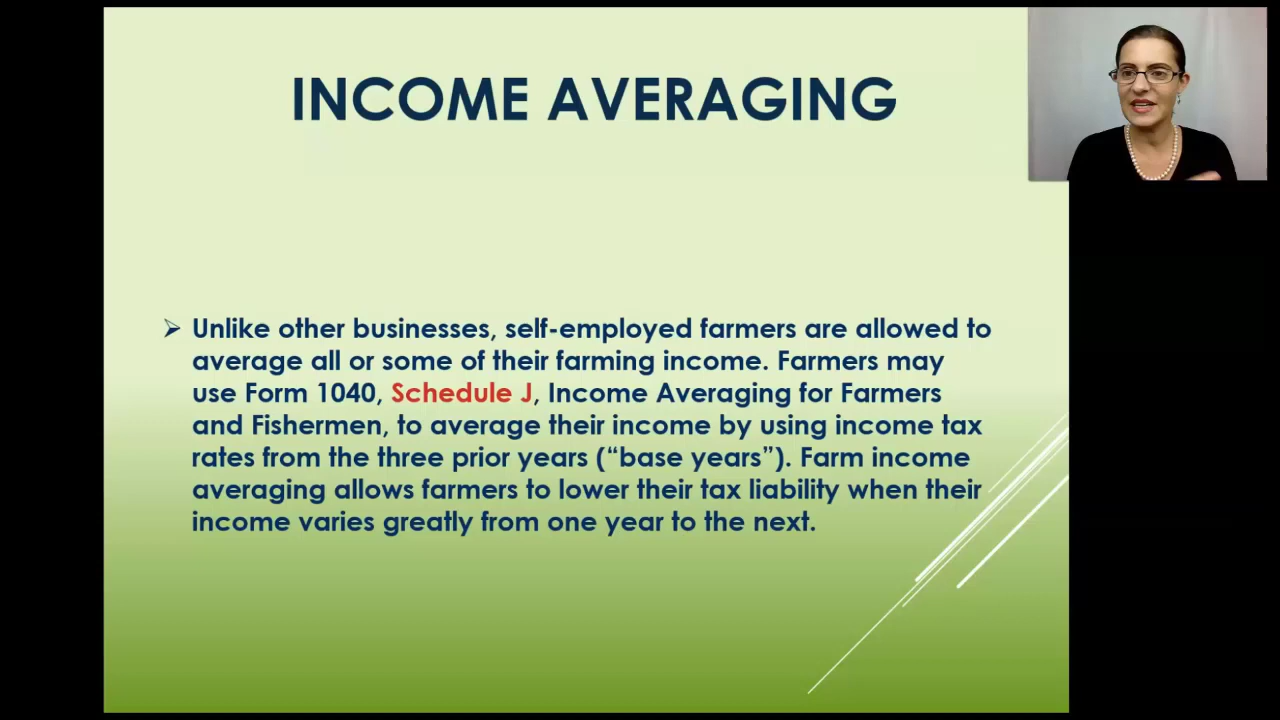 INCOME AVERAGING
Unlike other businesses, self-employed farmers are allowed to
average all or some of their farming income. Farmers may
use Form 1040, Schedule J, Income Averaging for Farmers
and Fishermen, to average their income by using income tax
rates from the three prior years (“base years”). Farm income
averaging allows farmers to lower their tax liability when their
income varies greatly from one year to the next.